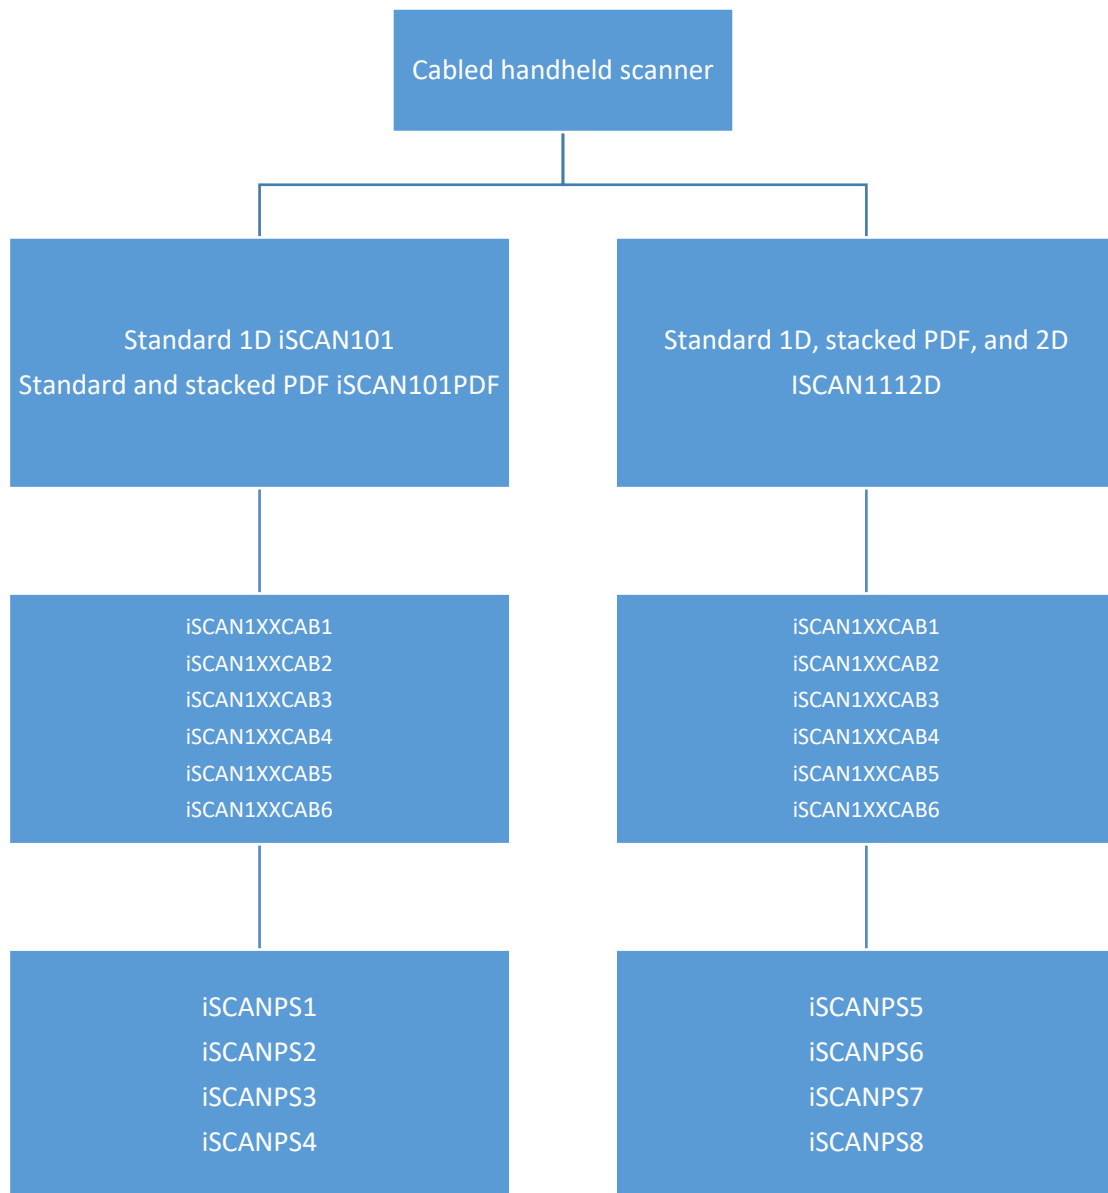 Cabled handheld scanner
Standard 1D iSCAN101
Standard and stacked PDF iSCAN101PDF
Standard 1D, stacked PDF, and 2D
ISCAN1112D
iSCAN1XXCAB1
iSCAN1XXCAB2
iSCAN1XXCAB3
iSCAN1XXCAB4
iSCAN1XXCAB5
iSCAN1XXCAB6
iSCAN1XXCAB1
iSCAN1XXCAB2
iSCAN1XXCAB3
iSCAN1XXCAB4
iSCAN1XXCAB5
iSCAN1XXCAB6
iSCANPS1
iSCANPS2
iSCANPS3
iSCANPS4
iSCANPS5
iSCANPS6
iSCANPS7
iSCANPS8